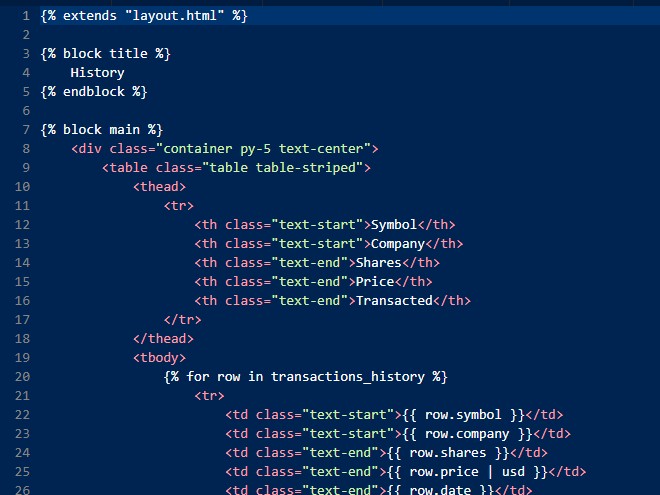 1 {% extends "layout.html" %}
2
3 {% block title %}
4     History
5 {% endblock %}
6
7 {% block main %}
8     <div class="container py-5 text-center">
9         <table class="table table-striped">
10             <thead>
11                 <tr>
12                     <th class="text-start">Symbol</th>
13                     <th class="text-start">Company</th>
14                     <th class="text-end">Shares</th>
15                     <th class="text-end">Price</th>
16                     <th class="text-end">Transacted</th>
17                 </tr>
18             </thead>
19             <tbody>
20                 {% for row in transactions_history %}
21                     <tr>
22                         <td class="text-start">{{ row.symbol }}</td>
23                         <td class="text-start">{{ row.company }}</td>
24                         <td class="text-end">{{ row.shares }}</td>
25                         <td class="text-end">{{ row.price | usd }}</td>
26                         <td class="text-end">{{ row.date }}</td>